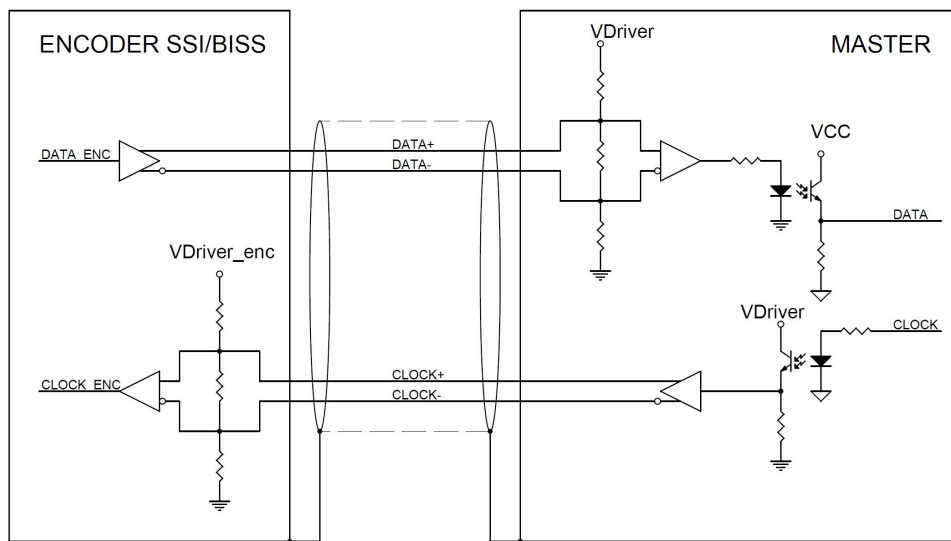 ENCODER SSI/BISS
VDriver
MASTER
VCC
DATA_ENC
DATA+
DATA-
DATA
VDriver_enc
VDriver
CLOCK
CLOCK_ENC
CLOCK+
CLOCK-